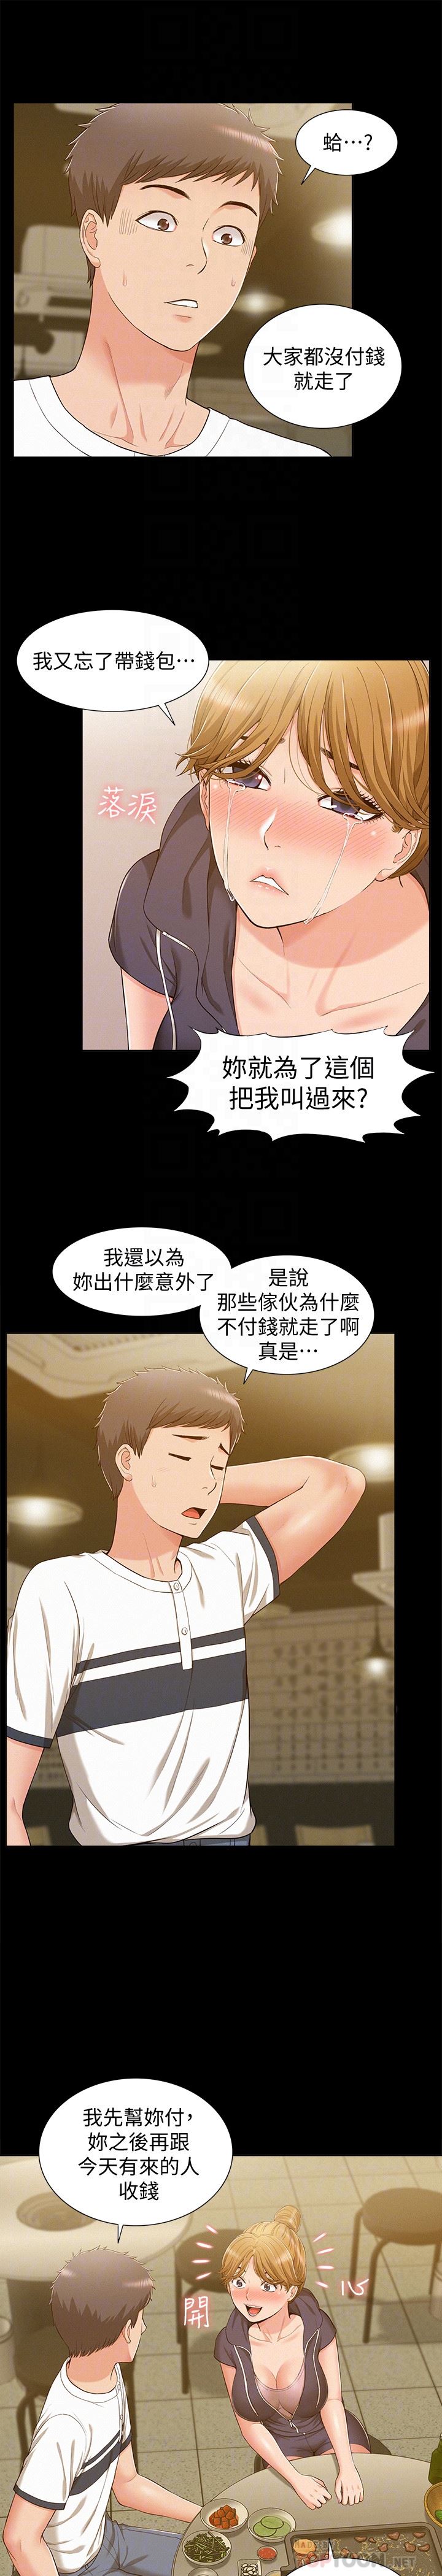 蛤⋯?
大家都沒付錢
就走了
我又忘了帶錢包⋯
落淚
妳就為了這個
把我叫過來?
我還以為
妳出什麼意外了
是說
那些傢伙為什麼
不付錢就走了啊
真是⋯
我先幫妳付,
妳之後再跟
今天有來的人
收錢
開
心
TOPTOON.NET